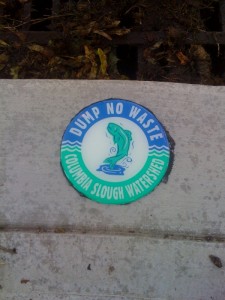 DUMP NO WASTE
COLUMBIA SLOUGH WATERSHED